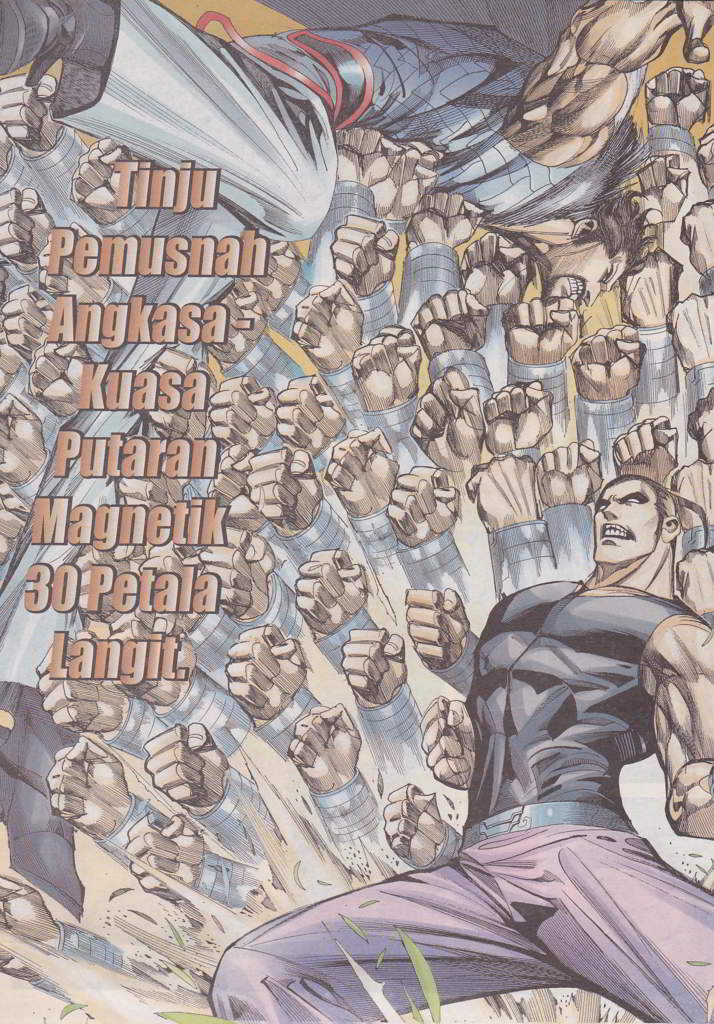 Tinju
Pemusnah
Angkasa -
Kuasa
Putaran
Magnetik
30 Petala
Langit.